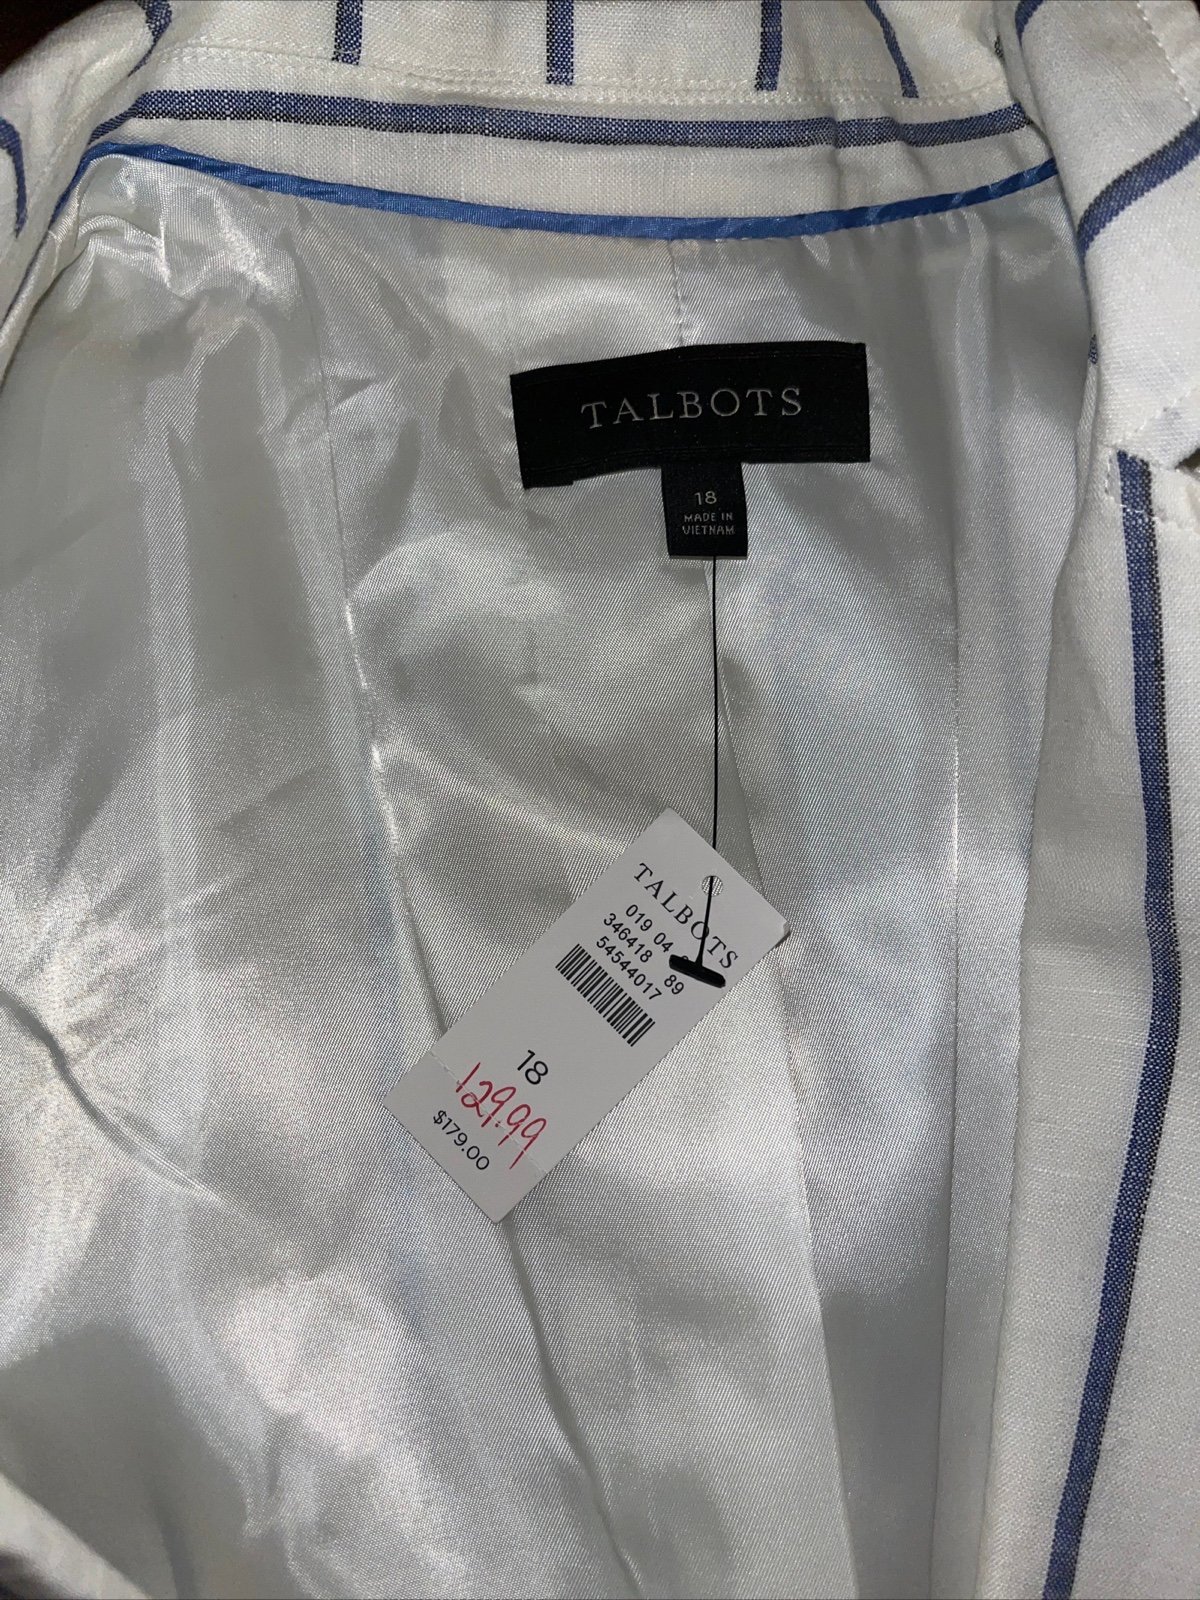 TALBOTS
18
MADE IN
VIETNAM
TALBOTS
019 04
346418 89
54544017
18
129.99
$179.00